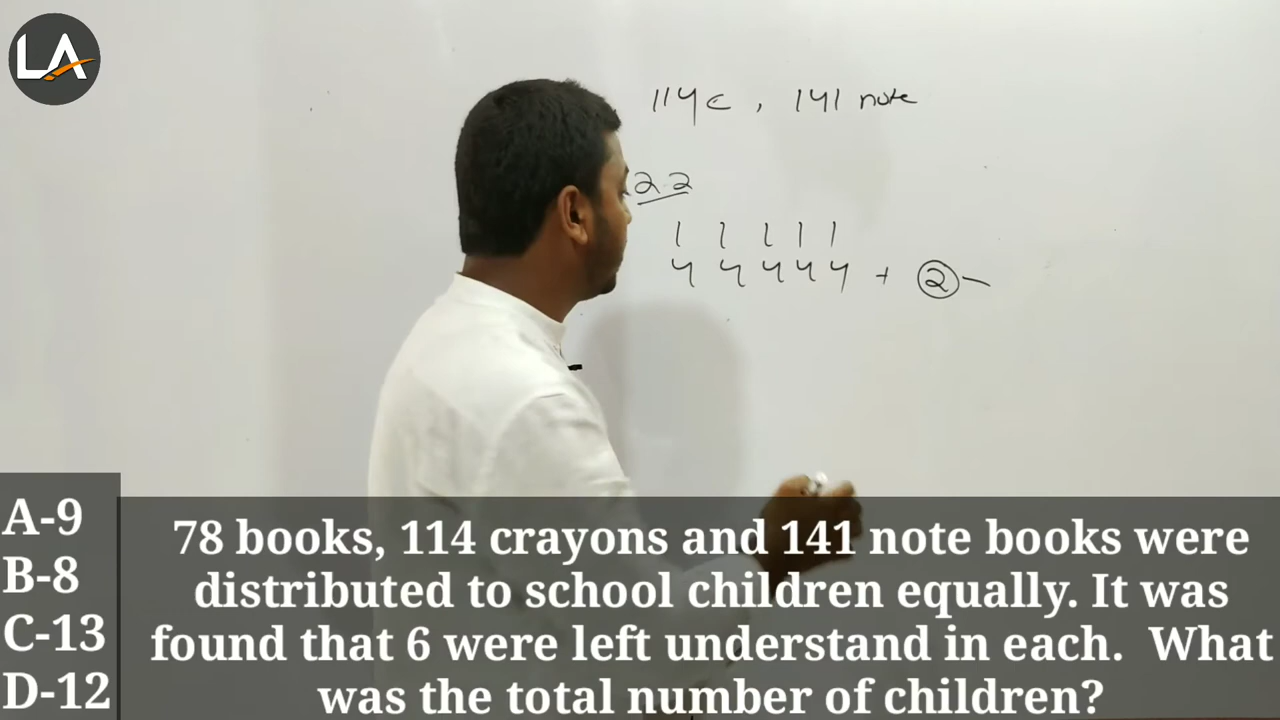 LA
114c, 141 note
22
1 1 1 1 1
4 4 4 4 4 + 2
A-9
B-8
C-13
D-12
78 books, 114 crayons and 141 note books were
distributed to school children equally. It was
found that 6 were left understand in each. What
was the total number of children?